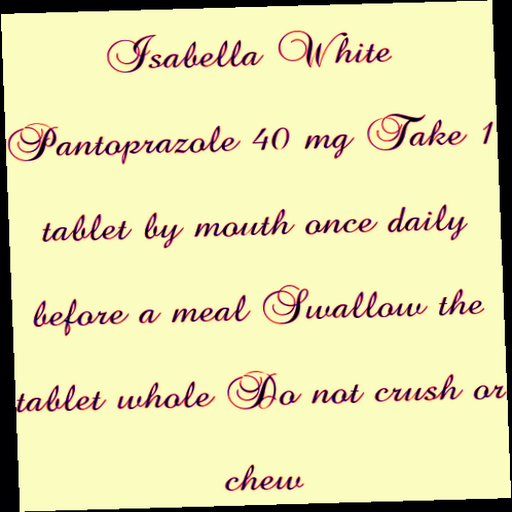 Isabella White
Pantoprazole 40 mg Take 1
tablet by mouth once daily
before a meal Swallow the
tablet whole Do not crush or
chew